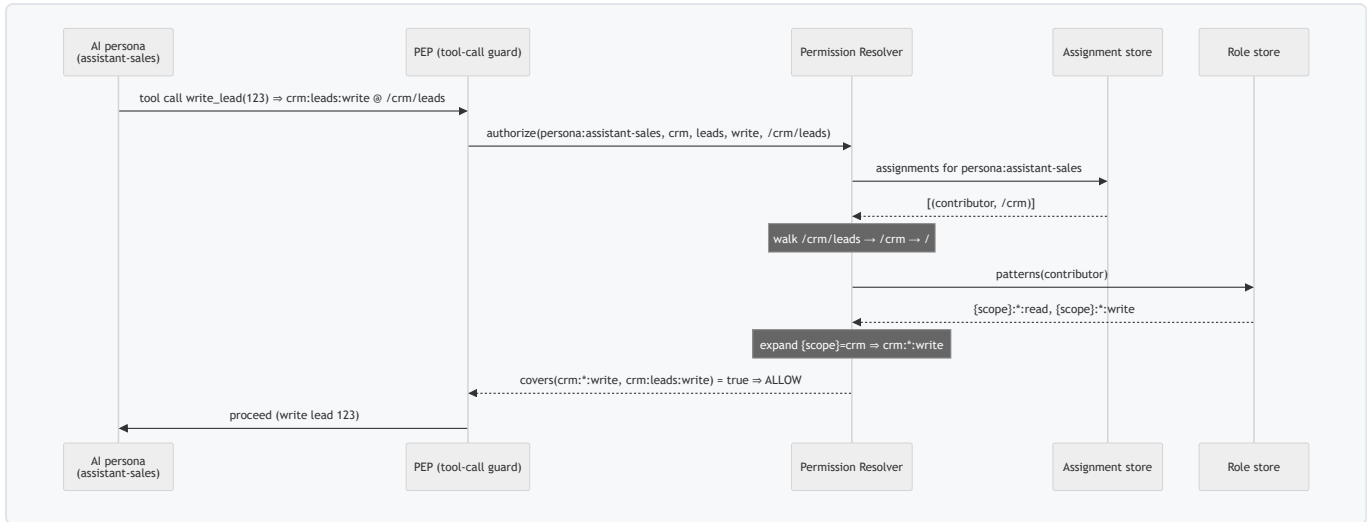 AI persona
(assistant-sales)
PEP (tool-call guard)
Permission Resolver
Assignment store
Role store
tool call write_lead(123) ⇒ crm:leads:write @ /crm/leads
authorize(persona:assistant-sales, crm, leads, write, /crm/leads)
assignments for persona:assistant-sales
[(contributor, /crm)]
walk /crm/leads → /crm → /
patterns(contributor)
{scope}:*:read, {scope}:*:write
expand {scope}=crm ⇒ crm:*:write
covers(crm:*:write, crm:leads:write) = true ⇒ ALLOW
proceed (write lead 123)
AI persona
(assistant-sales)
PEP (tool-call guard)
Permission Resolver
Assignment store
Role store